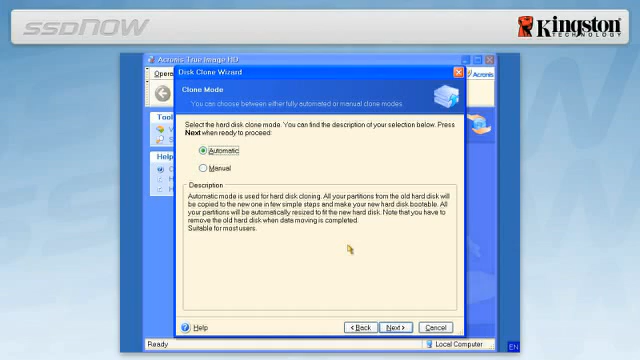 SSDNOW
Kingston
TECHNOLOGY
Acronis True Image HD
Opera
Acronis
Disk Clone Wizard
Clone Mode
You can choose between either fully automated or manual clone modes
Select the hard disk clone mode. You can find the description of your selection below. Press
Next when ready to proceed:
Automatic
Manual
Tool
Help
Description
Automatic mode is used for hard disk cloning. All your partitions from the old hard disk will
be copied to the new one in few simple steps and make your new hard disk bootable. All
your partitions will be automatically resized to fit the new hard disk. Note that you have to
remove the old hard disk when data moving is completed.
Suitable for most users.
Help
< Back
Next >
Cancel
Ready
Local Computer
EN